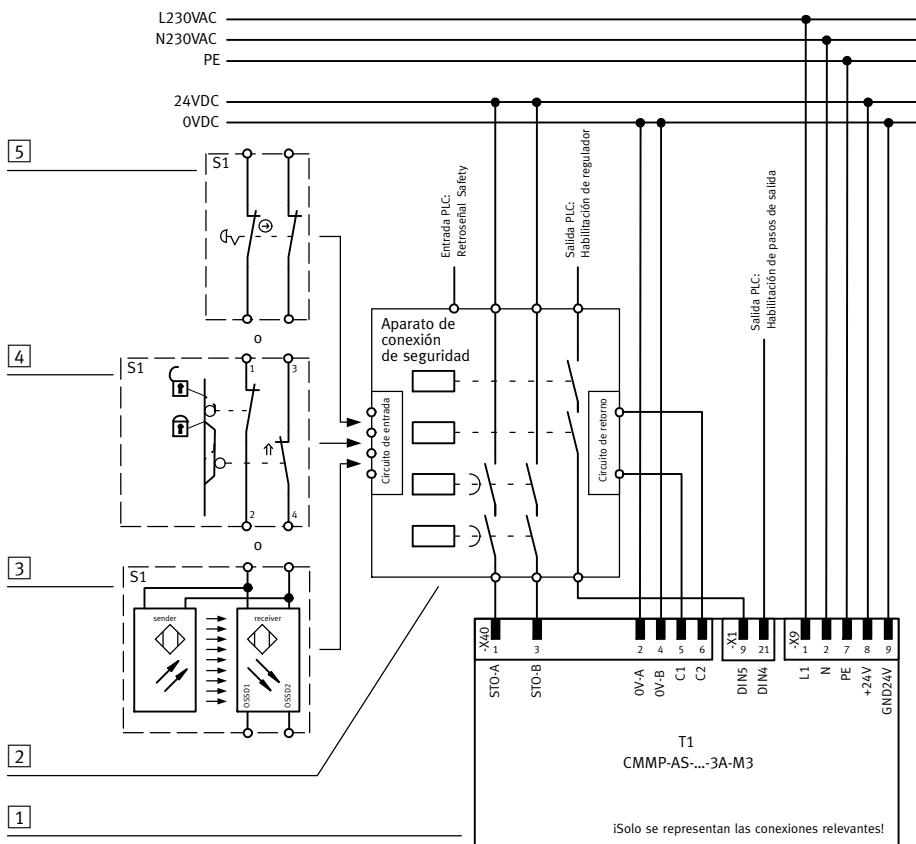 L230VAC
N230VAC
PE
24VDC
0VDC
5
S1
o
4
S1
1
3
2
4
o
3
S1
sender
receiver
OSSD1
OSSD2
2
1
Entrada PLC:
Retroseñal Safety
Salida PLC:
Habilitación de regulador
Salida PLC:
Habilitación de pasos de salida
Aparato de
conexión
de seguridad
Circuito de entrada
Circuito de retorno
-X40
1
3
2
4
5
6
-X1
9
21
-X9
1
2
7
8
9
STO-A
STO-B
0V-A
0V-B
C1
C2
DIN5
DIN4
L1
N
PE
+24V
GND24V
T1
CMMP-AS-...-3A-M3
¡Solo se representan las conexiones relevantes!